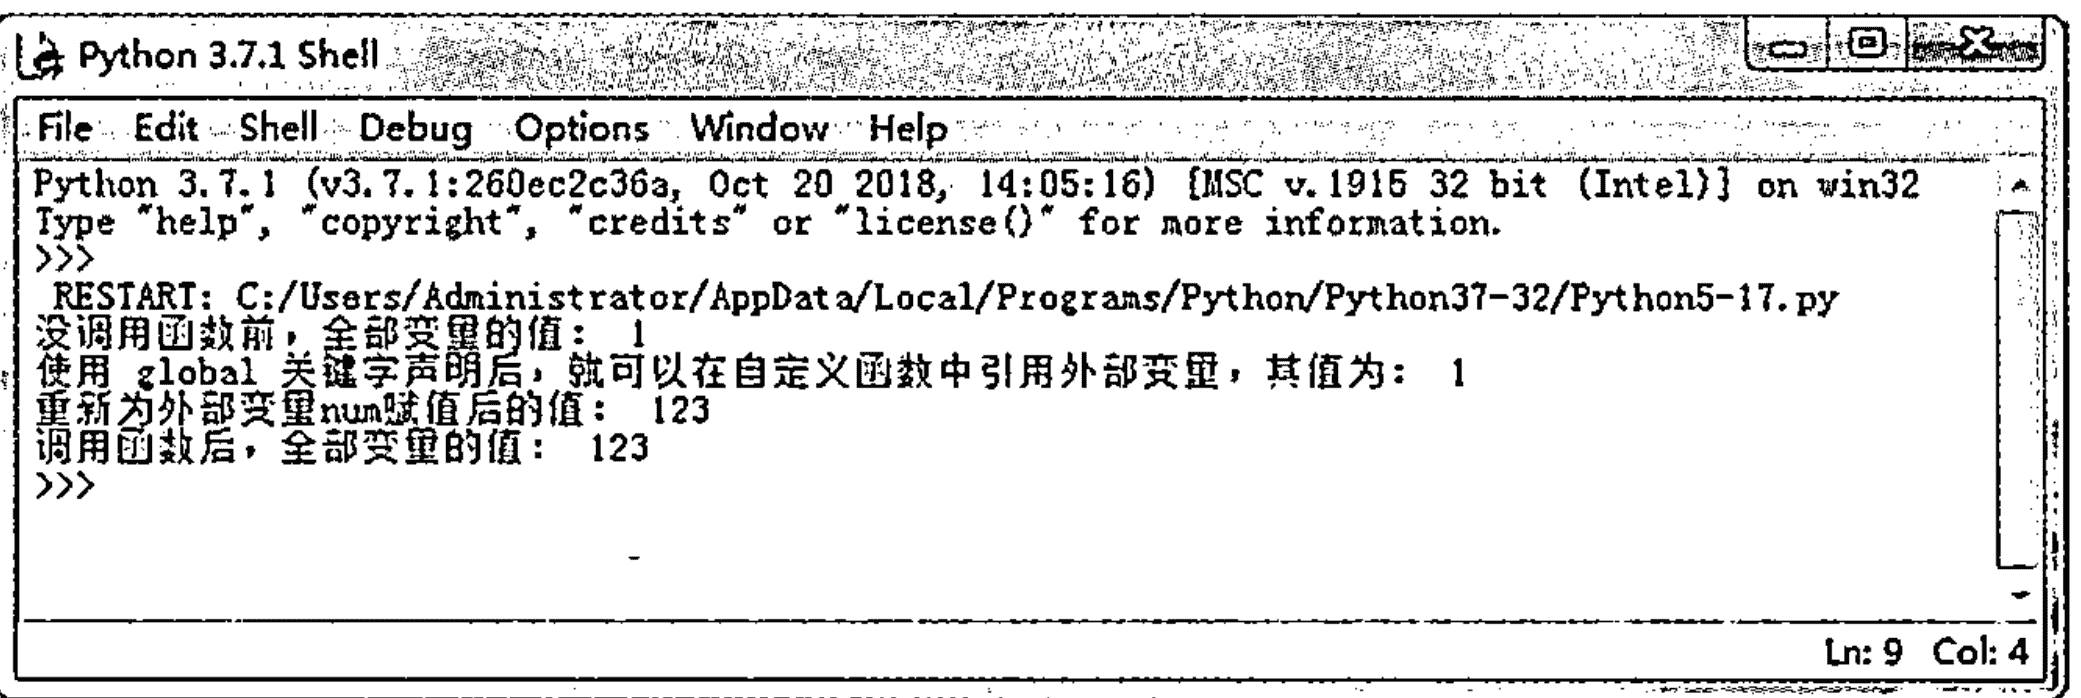 Python 3.7.1 Shell
File Edit Shell Debug Options Window Help
Python 3.7.1 (v3.7.1:260ec2c36a, Oct 20 2018, 14:05:16) [MSC v.1915 32 bit (Intel)] on win32
Type "help", "copyright", "credits" or "license()" for more information.
>>>
RESTART: C:/Users/Administrator/AppData/Local/Programs/Python/Python37-32/Python5-17.py
没调用函数前，全部变量的值： 1
使用 global 关键字声明后，就可以在自定义函数中引用外部变量，其值为： 1
重新为外部变量num赋值后的值： 123
调用函数后，全部变量的值： 123
>>>
Ln: 9 Col: 4